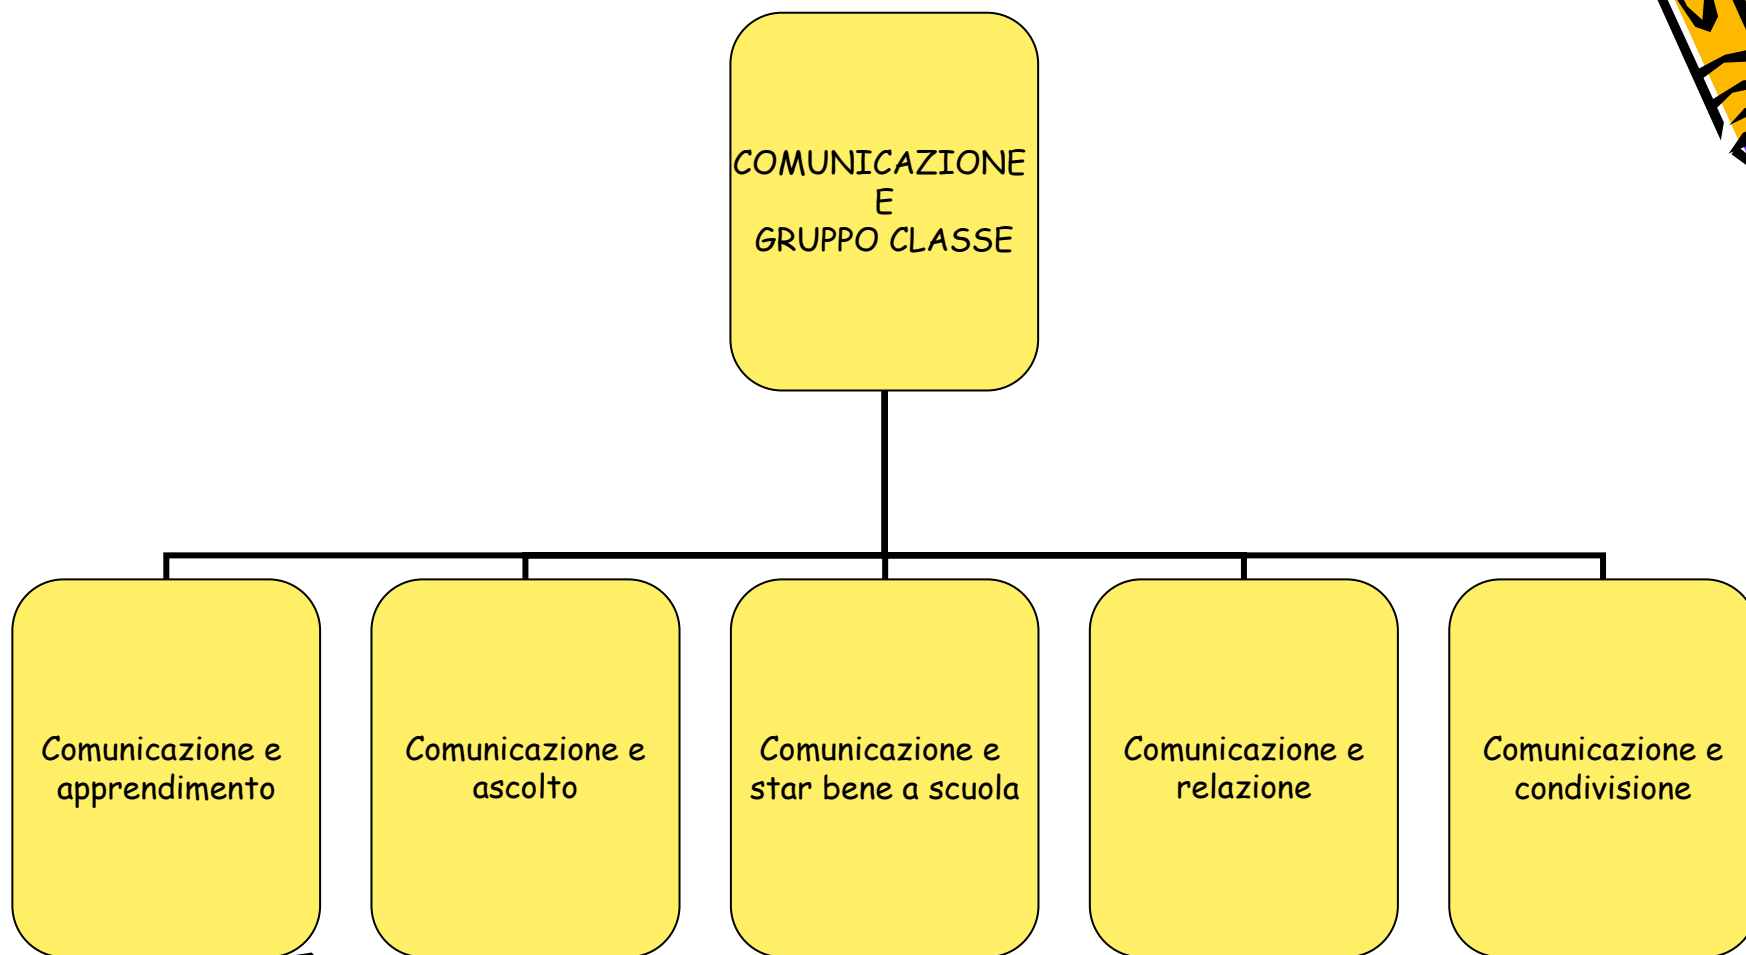 COMUNICAZIONE
E
GRUPPO CLASSE
Comunicazione e
apprendimento
Comunicazione e
ascolto
Comunicazione e
star bene a scuola
Comunicazione e
relazione
Comunicazione e
condivisione